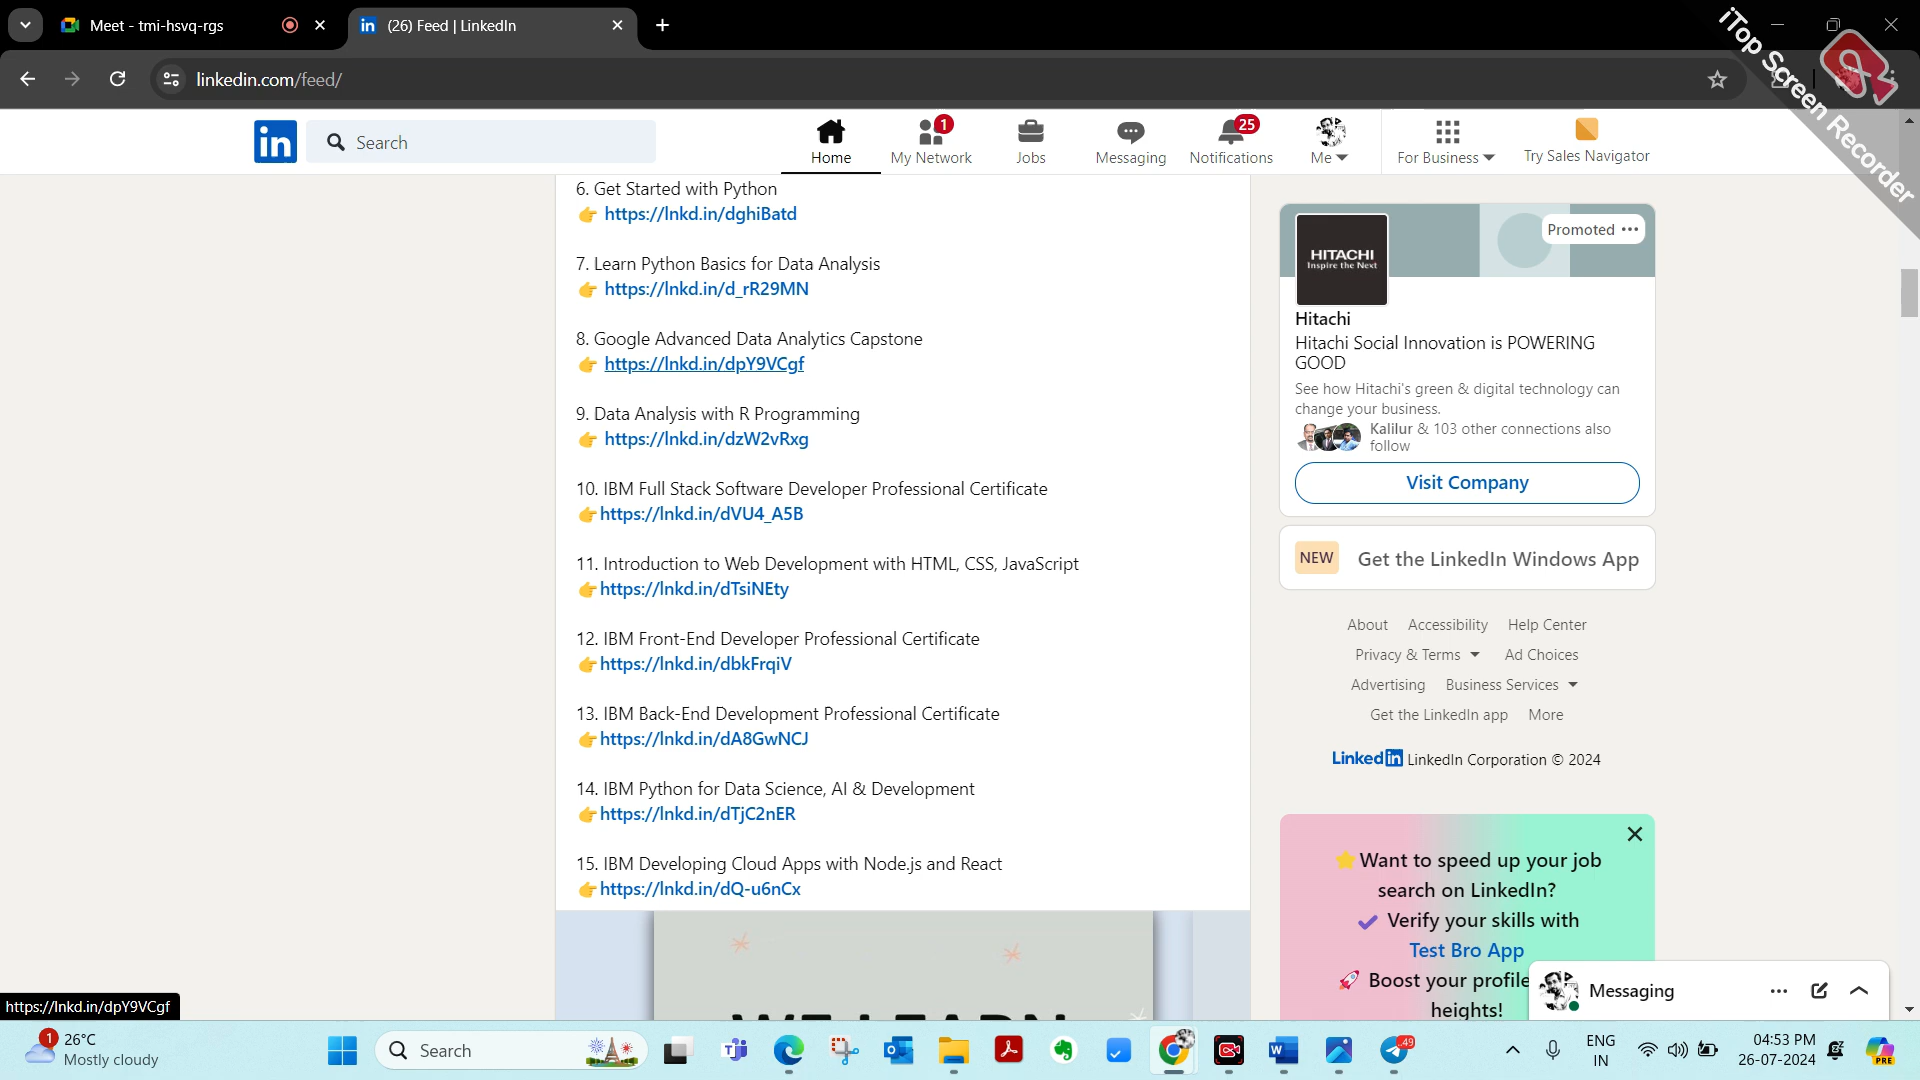 Meet - tmi-hsvq-rgs
in (26) Feed | LinkedIn
linkedin.com/feed/
iTop Screen Recorder
in
Search
Home
1
My Network
Jobs
Messaging
25
Notifications
Me
For Business
Try Sales Navigator
6. Get Started with Python
👉 https://lnkd.in/dghiBatd
7. Learn Python Basics for Data Analysis
👉 https://lnkd.in/d_rR29MN
8. Google Advanced Data Analytics Capstone
👉 https://lnkd.in/dpY9VCgf
9. Data Analysis with R Programming
👉 https://lnkd.in/dzW2vRxg
10. IBM Full Stack Software Developer Professional Certificate
👉https://lnkd.in/dVU4_A5B
11. Introduction to Web Development with HTML, CSS, JavaScript
👉https://lnkd.in/dTsiNEty
12. IBM Front-End Developer Professional Certificate
👉https://lnkd.in/dbkFrqiV
13. IBM Back-End Development Professional Certificate
👉https://lnkd.in/dA8GwNCJ
14. IBM Python for Data Science, AI & Development
👉https://lnkd.in/dTjC2nER
15. IBM Developing Cloud Apps with Node.js and React
👉https://lnkd.in/dQ-u6nCx
WE LEARN
Promoted
HITACHI
Inspire the Next
Hitachi
Hitachi Social Innovation is POWERING
GOOD
See how Hitachi's green & digital technology can
change your business.
Kalilur & 103 other connections also
follow
Visit Company
NEW Get the LinkedIn Windows App
About Accessibility Help Center
Privacy & Terms Ad Choices
Advertising Business Services
Get the LinkedIn app More
LinkedIn LinkedIn Corporation © 2024
⭐Want to speed up your job
search on LinkedIn?
✔ Verify your skills with
Test Bro App
🚀 Boost your profile
heights!
Messaging
https://lnkd.in/dpY9VCgf
1
26°C
Mostly cloudy
Search
49
ENG
IN
04:53 PM
26-07-2024
PRE